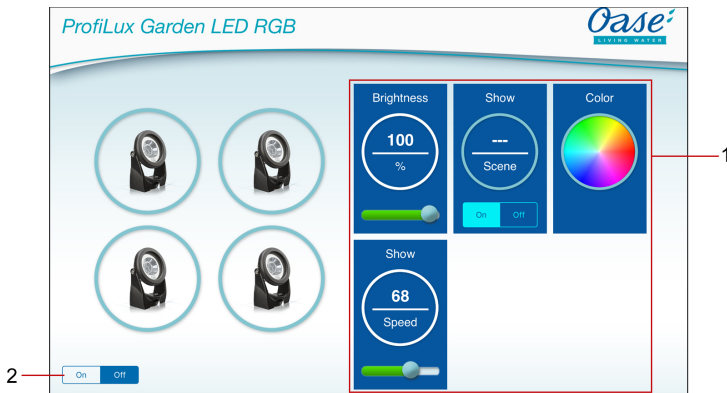 ProfiLux Garden LED RGB
Oase
LIVING WATER
Brightness
100
%
Show
---
Scene
On Off
Color
1
Show
68
Speed
2
On Off